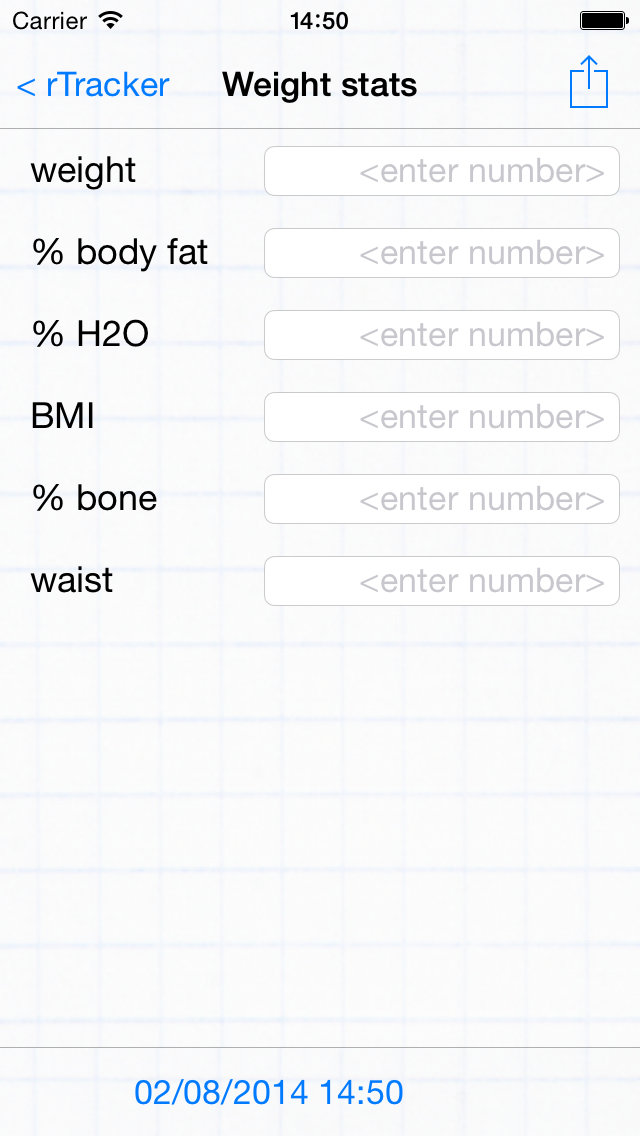 Carrier 14:50
< rTracker Weight stats
weight <enter number>
% body fat <enter number>
% H2O <enter number>
BMI <enter number>
% bone <enter number>
waist <enter number>
02/08/2014 14:50